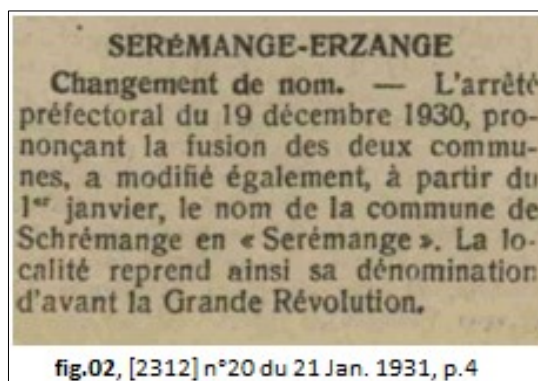 SERÉMANGE-ERZANGE
Changement de nom. — L'arrêté
préfectoral du 19 décembre 1930, pro-
nonçant la fusion des deux commu-
nes, a modifié également, à partir du
1er janvier, le nom de la commune de
Schrémange en « Serémange ». La lo-
calité reprend ainsi sa dénomination
d'avant la Grande Révolution.
fig.02, [2312] n°20 du 21 Jan. 1931, p.4